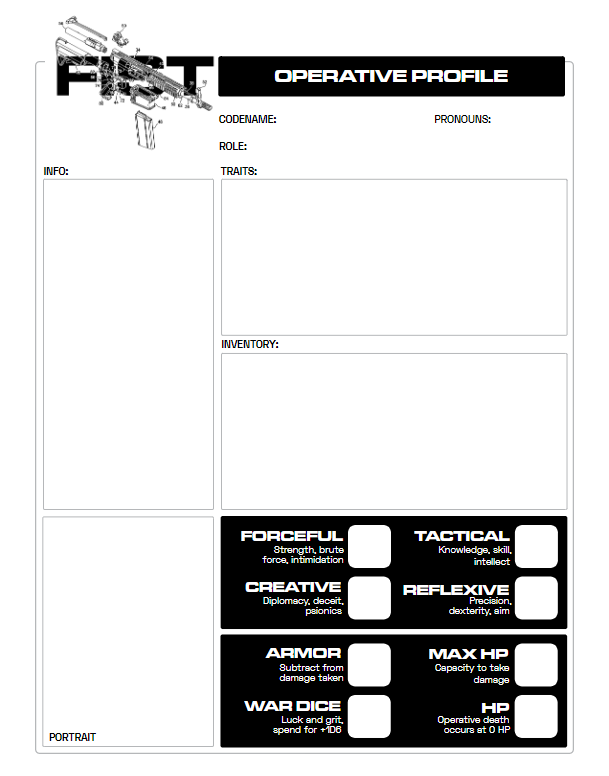 FIST
OPERATIVE PROFILE
CODENAME:
PRONOUNS:
ROLE:
INFO:
TRAITS:
INVENTORY:
FORCEFUL
Strength, brute
force, intimidation
TACTICAL
Knowledge, skill,
intellect
CREATIVE
Diplomacy, deceit,
psionics
REFLEXIVE
Precision,
dexterity, aim
ARMOR
Subtract from
damage taken
MAX HP
Capacity to take
damage
WAR DICE
Luck and grit,
spend for +1D6
HP
Operative death
occurs at 0 HP
PORTRAIT